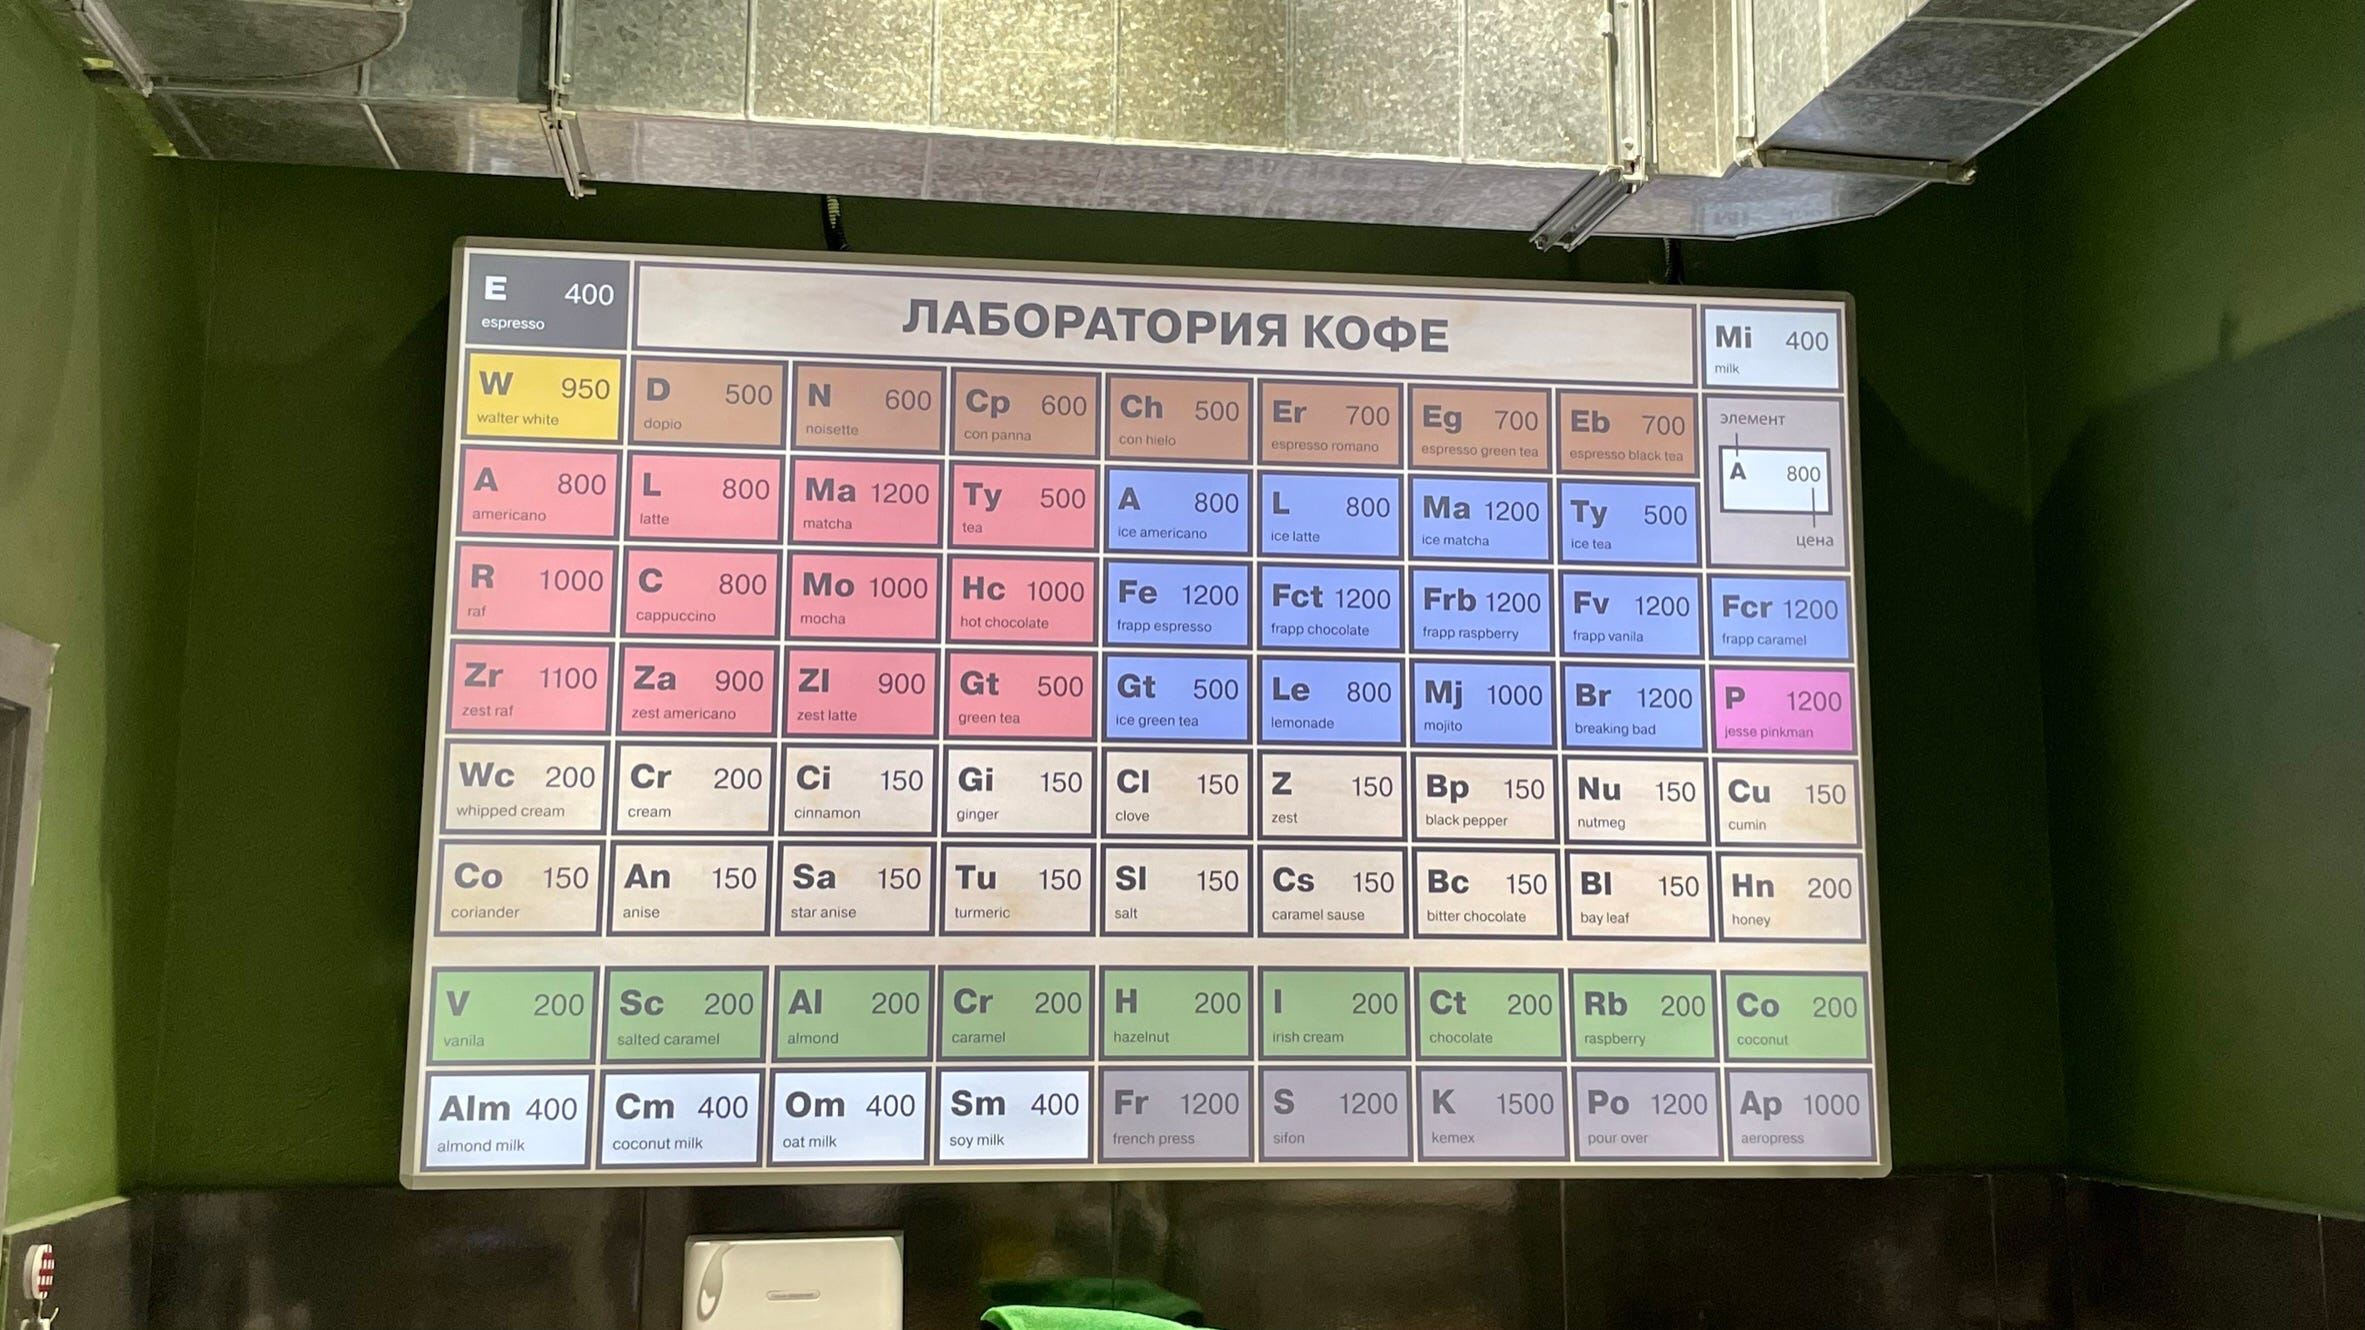 E 400
espresso
ЛАБОРАТОРИЯ КОФЕ
Mi 400
milk
W 950
walter white
D 500
dopio
N 600
noisette
Cp 600
con panna
Ch 500
con hielo
Er 700
espresso romano
Eg 700
espresso green tea
Eb 700
espresso black tea
элемент
A 800
цена
A 800
americano
L 800
latte
Ma 1200
matcha
Ty 500
tea
A 800
ice americano
L 800
ice latte
Ma 1200
ice matcha
Ty 500
ice tea
R 1000
raf
C 800
cappuccino
Mo 1000
mocha
Hc 1000
hot chocolate
Fe 1200
frapp espresso
Fct 1200
frapp chocolate
Frb 1200
frapp raspberry
Fv 1200
frapp vanila
Fcr 1200
frapp caramel
Zr 1100
zest raf
Za 900
zest americano
Zl 900
zest latte
Gt 500
green tea
Gt 500
ice green tea
Le 800
lemonade
Mj 1000
mojito
Br 1200
breaking bad
P 1200
jesse pinkman
Wc 200
whipped cream
Cr 200
cream
Ci 150
cinnamon
Gi 150
ginger
Cl 150
clove
Z 150
zest
Bp 150
black pepper
Nu 150
nutmeg
Cu 150
cumin
Co 150
coriander
An 150
anise
Sa 150
star anise
Tu 150
turmeric
Sl 150
salt
Cs 150
caramel sause
Bc 150
bitter chocolate
Bl 150
bay leaf
Hn 200
honey
V 200
vanila
Sc 200
salted caramel
Al 200
almond
Cr 200
caramel
H 200
hazelnut
I 200
irish cream
Ct 200
chocolate
Rb 200
raspberry
Co 200
coconut
Alm 400
almond milk
Cm 400
coconut milk
Om 400
oat milk
Sm 400
soy milk
Fr 1200
french press
S 1200
sifon
K 1500
kemex
Po 1200
pour over
Ap 1000
aeropress